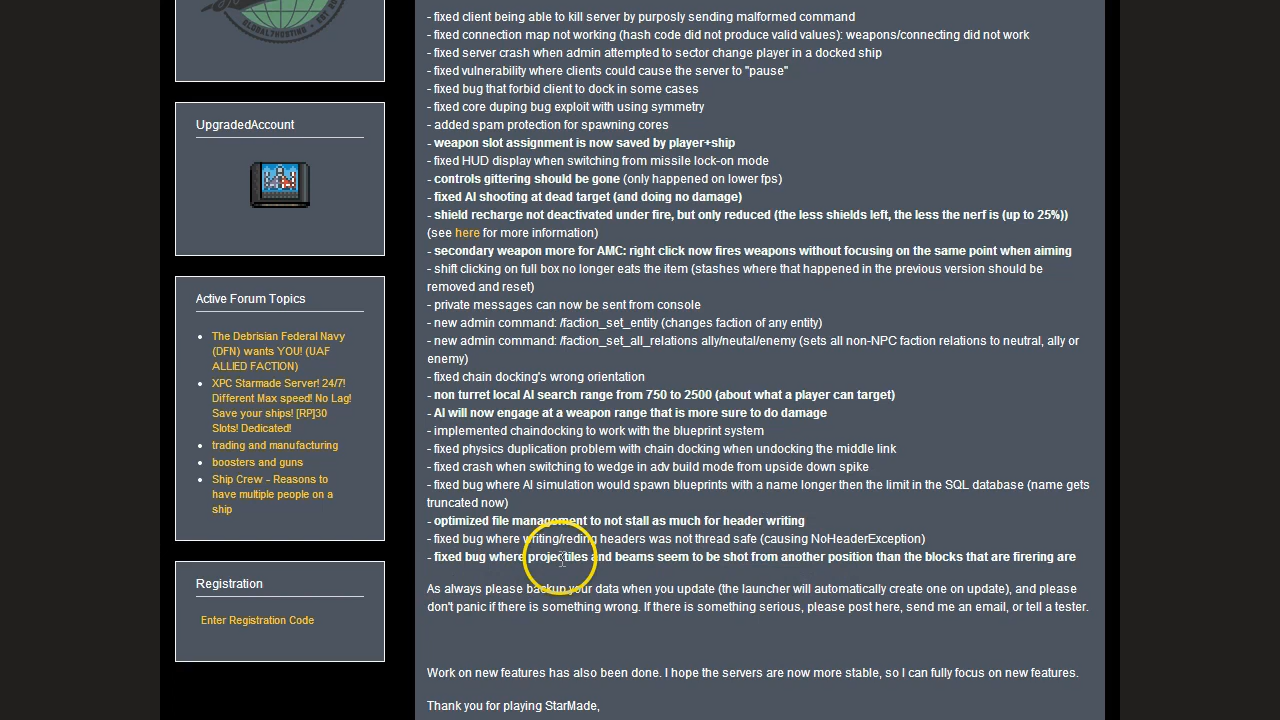 GLOBAL7HOSTING
UpgradedAccount
Active Forum Topics
The Debrisian Federal Navy
(DFN) wants YOU! (UAF
ALLIED FACTION)
XPC Starmade Server! 24/7!
Different Max speed! No Lag!
Save your ships! [RP]30
Slots! Dedicated!
trading and manufacturing
boosters and guns
Ship Crew - Reasons to
have multiple people on a
ship
Registration
Enter Registration Code
- fixed client being able to kill server by purposly sending malformed command
- fixed connection map not working (hash code did not produce valid values): weapons/connecting did not work
- fixed server crash when admin attempted to sector change player in a docked ship
- fixed vulnerability where clients could cause the server to "pause"
- fixed bug that forbid client to dock in some cases
- fixed core duping bug exploit with using symmetry
- added spam protection for spawning cores
- weapon slot assignment is now saved by player+ship
- fixed HUD display when switching from missile lock-on mode
- controls gittering should be gone (only happened on lower fps)
- fixed AI shooting at dead target (and doing no damage)
- shield recharge not deactivated under fire, but only reduced (the less shields left, the less the nerf is (up to 25%))
(see here for more information)
- secondary weapon more for AMC: right click now fires weapons without focusing on the same point when aiming
- shift clicking on full box no longer eats the item (stashes where that happened in the previous version should be
removed and reset)
- private messages can now be sent from console
- new admin command: /faction_set_entity (changes faction of any entity)
- new admin command: /faction_set_all_relations ally/neutal/enemy (sets all non-NPC faction relations to neutral, ally or
enemy)
- fixed chain docking's wrong orientation
- non turret local AI search range from 750 to 2500 (about what a player can target)
- AI will now engage at a weapon range that is more sure to do damage
- implemented chaindocking to work with the blueprint system
- fixed physics duplication problem with chain docking when undocking the middle link
- fixed crash when switching to wedge in adv build mode from upside down spike
- fixed bug where AI simulation would spawn blueprints with a name longer then the limit in the SQL database (name gets
truncated now)
- optimized file management to not stall as much for header writing
- fixed bug where writing/reding headers was not thread safe (causing NoHeaderException)
- fixed bug where projectiles and beams seem to be shot from another position than the blocks that are firering are
As always please backup your data when you update (the launcher will automatically create one on update), and please
don't panic if there is something wrong. If there is something serious, please post here, send me an email, or tell a tester.
Work on new features has also been done. I hope the servers are now more stable, so I can fully focus on new features.
Thank you for playing StarMade,